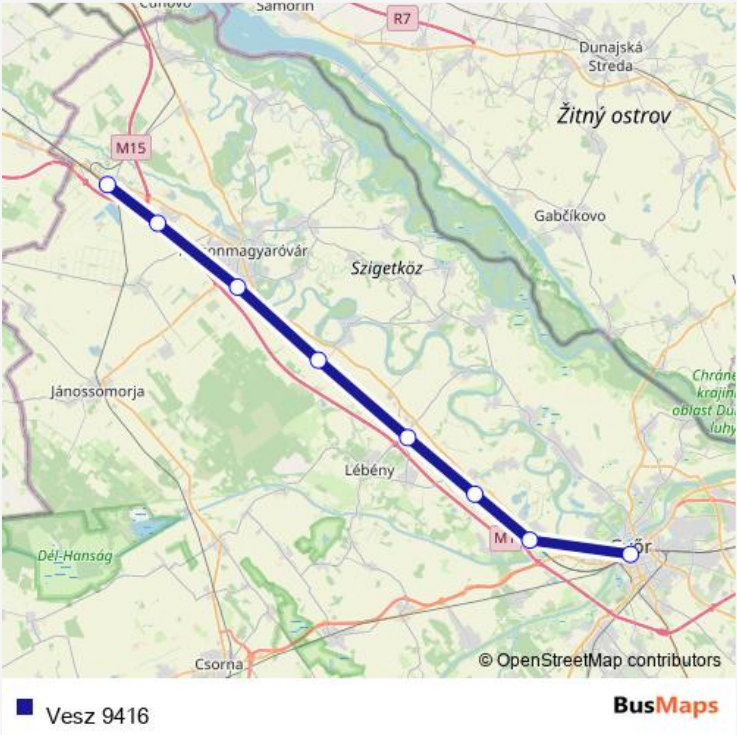 Šamorín
R7
Dunajská
Streda
Žitný ostrov
M15
Gabčíkovo
Szigetköz
Jánossomorja
Lébény
M1
Dél-Hanság
Csorna
© OpenStreetMap contributors
Vesz 9416
BusMaps